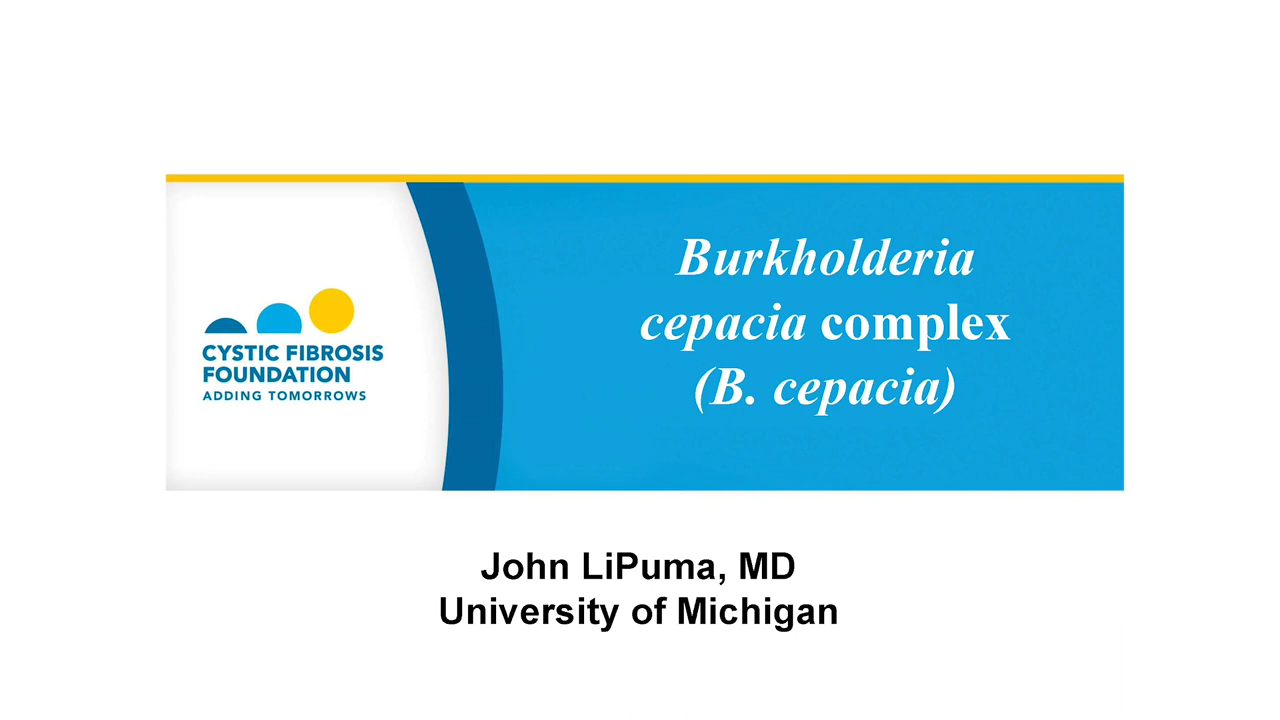 CYSTIC FIBROSIS
FOUNDATION
ADDING TOMORROWS
Burkholderia
cepacia complex
(B. cepacia)
John LiPuma, MD
University of Michigan